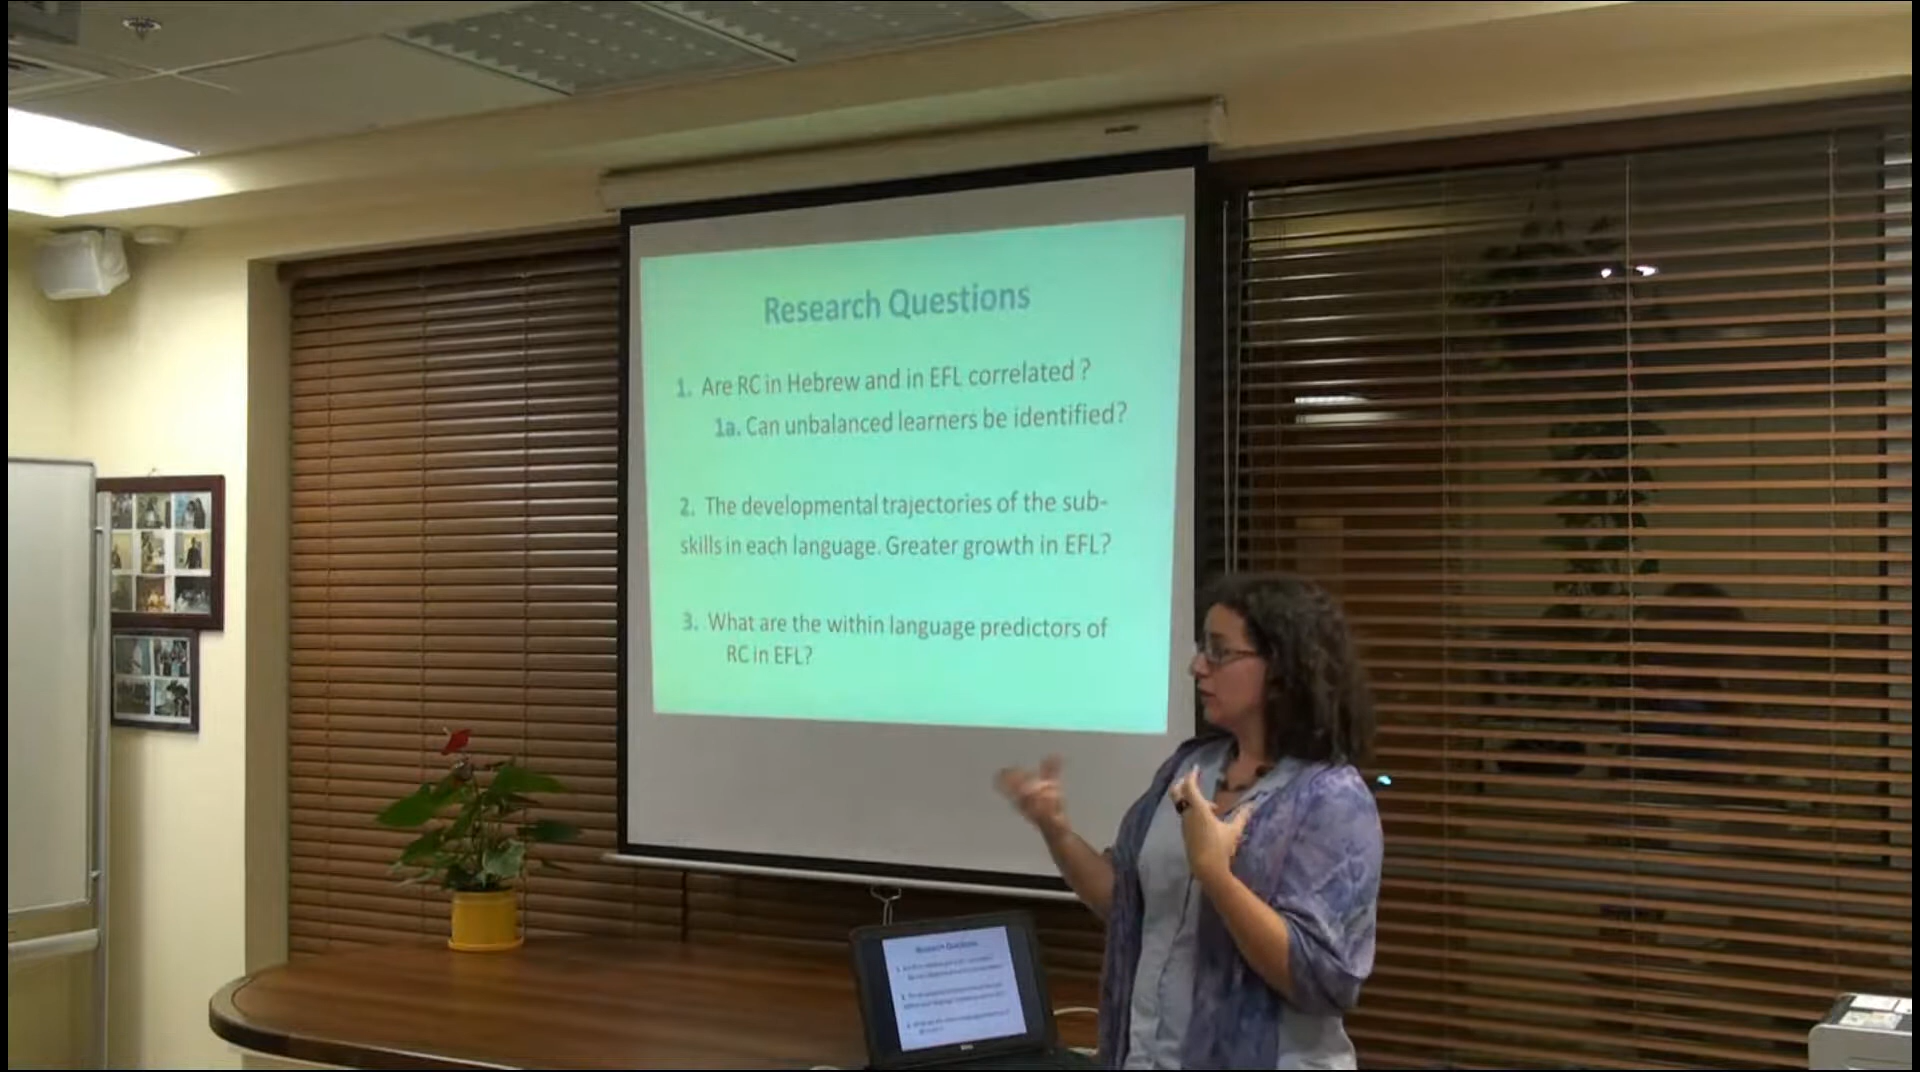 Research Questions
1. Are RC in Hebrew and in EFL correlated ?
1a. Can unbalanced learners be identified?
2. The developmental trajectories of the sub-
skills in each language. Greater growth in EFL?
3. What are the within language predictors of
RC in EFL?
Research Questions